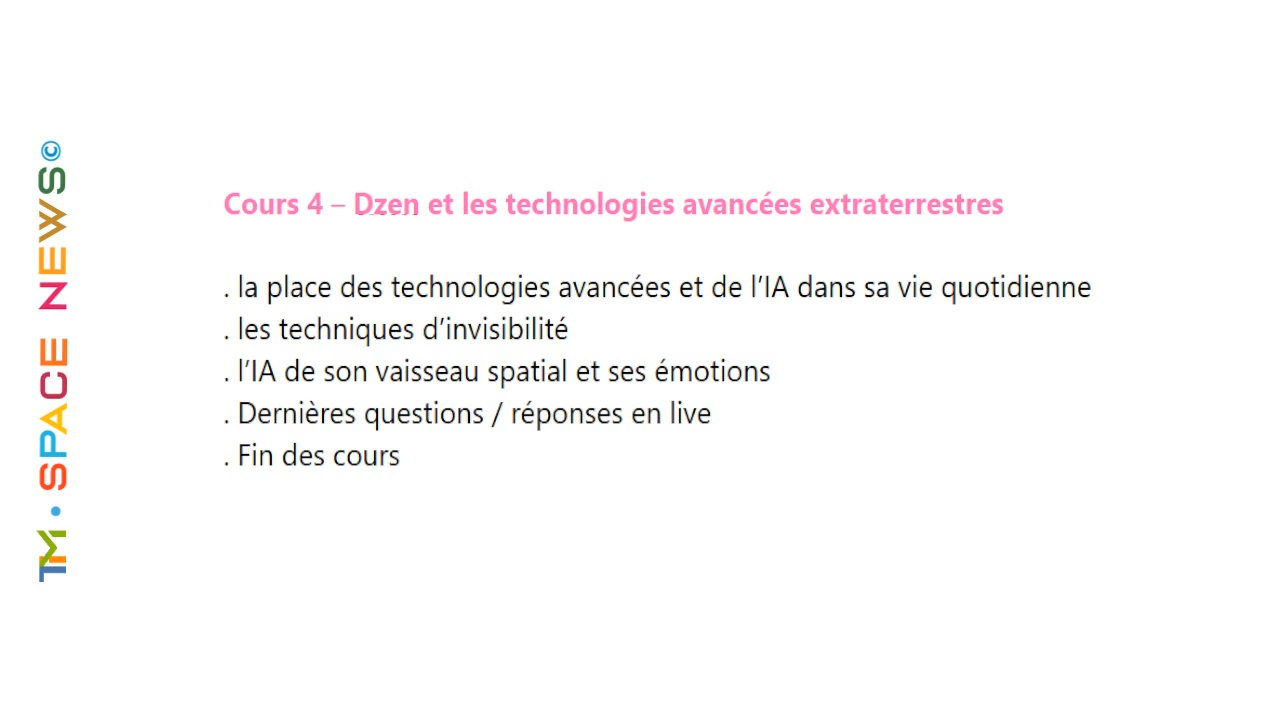 TM • SPACE NEWS©
Cours 4 – Dzen et les technologies avancées extraterrestres
. la place des technologies avancées et de l’IA dans sa vie quotidienne
. les techniques d’invisibilité
. l’IA de son vaisseau spatial et ses émotions
. Dernières questions / réponses en live
. Fin des cours